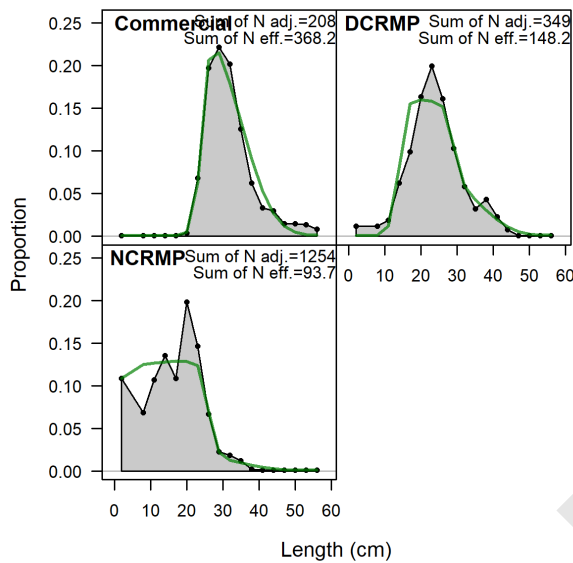 Commercial
Sum of N adj.=208
Sum of N eff.=368.2
DCRMP
Sum of N adj.=349
Sum of N eff.=148.2
0.25
0.20
0.15
0.10
0.05
0.00
NCRMP
Sum of N adj.=1254
Sum of N eff.=93.7
0 10 20 30 40 50 60
0.25
0.20
0.15
0.10
0.05
0.00
0 10 20 30 40 50 60
Proportion
Length (cm)